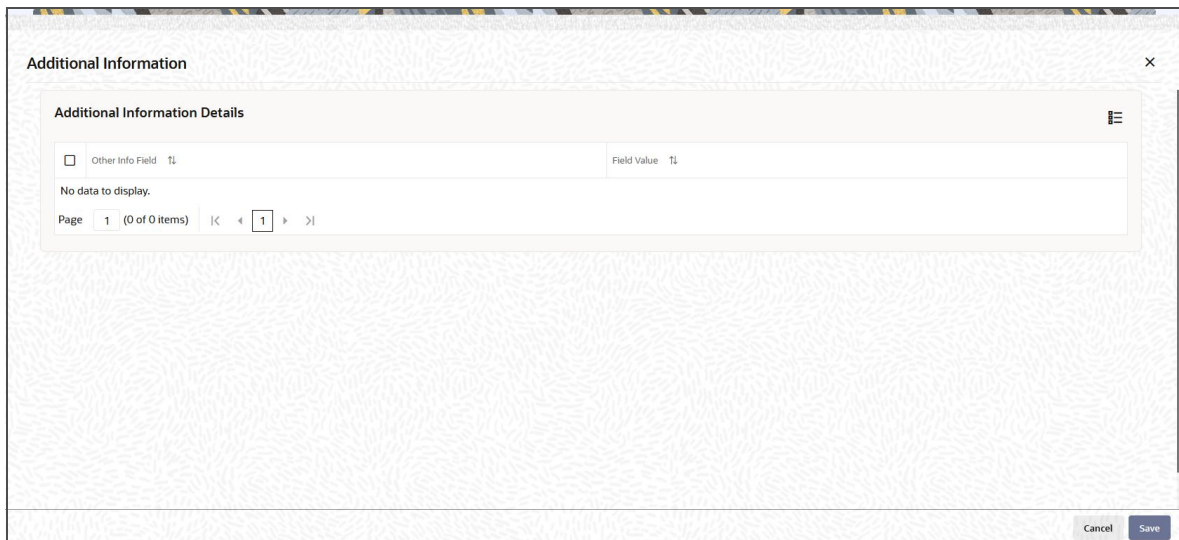 Additional Information
Additional Information Details
Other Info Field Field Value
No data to display.
Page 1 (0 of 0 items) 1
Cancel Save